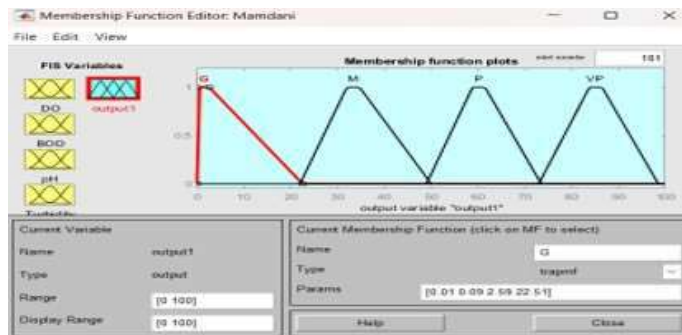 Membership Function Editor: Mamdani
File Edit View
FIS Variables
DO
output1
BOD
pH
Turbidity
Membership function plots
plot points:
181
G M P VP
1
0.5
0
0 10 20 30 40 50 60 70 80 90 100
output variable "output1"
Current Variable
Name output1
Type output
Range [0 100]
Display Range [0 100]
Current Membership Function (click on MF to select)
Name G
Type trapmf
Params [0.01 0.09 2.59 22.51]
Help Close